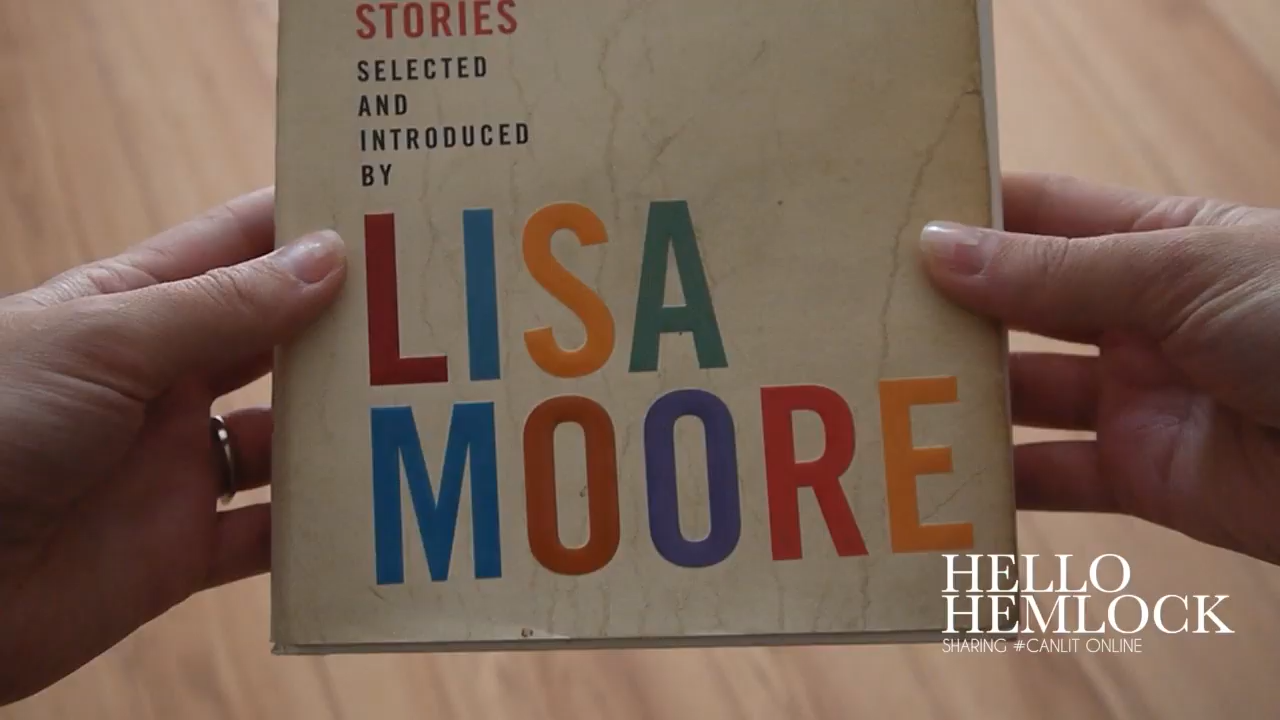 STORIES
SELECTED
AND
INTRODUCED
BY
LISA
MOORE
HELLO
HEMLOCK
SHARING #CANLIT ONLINE